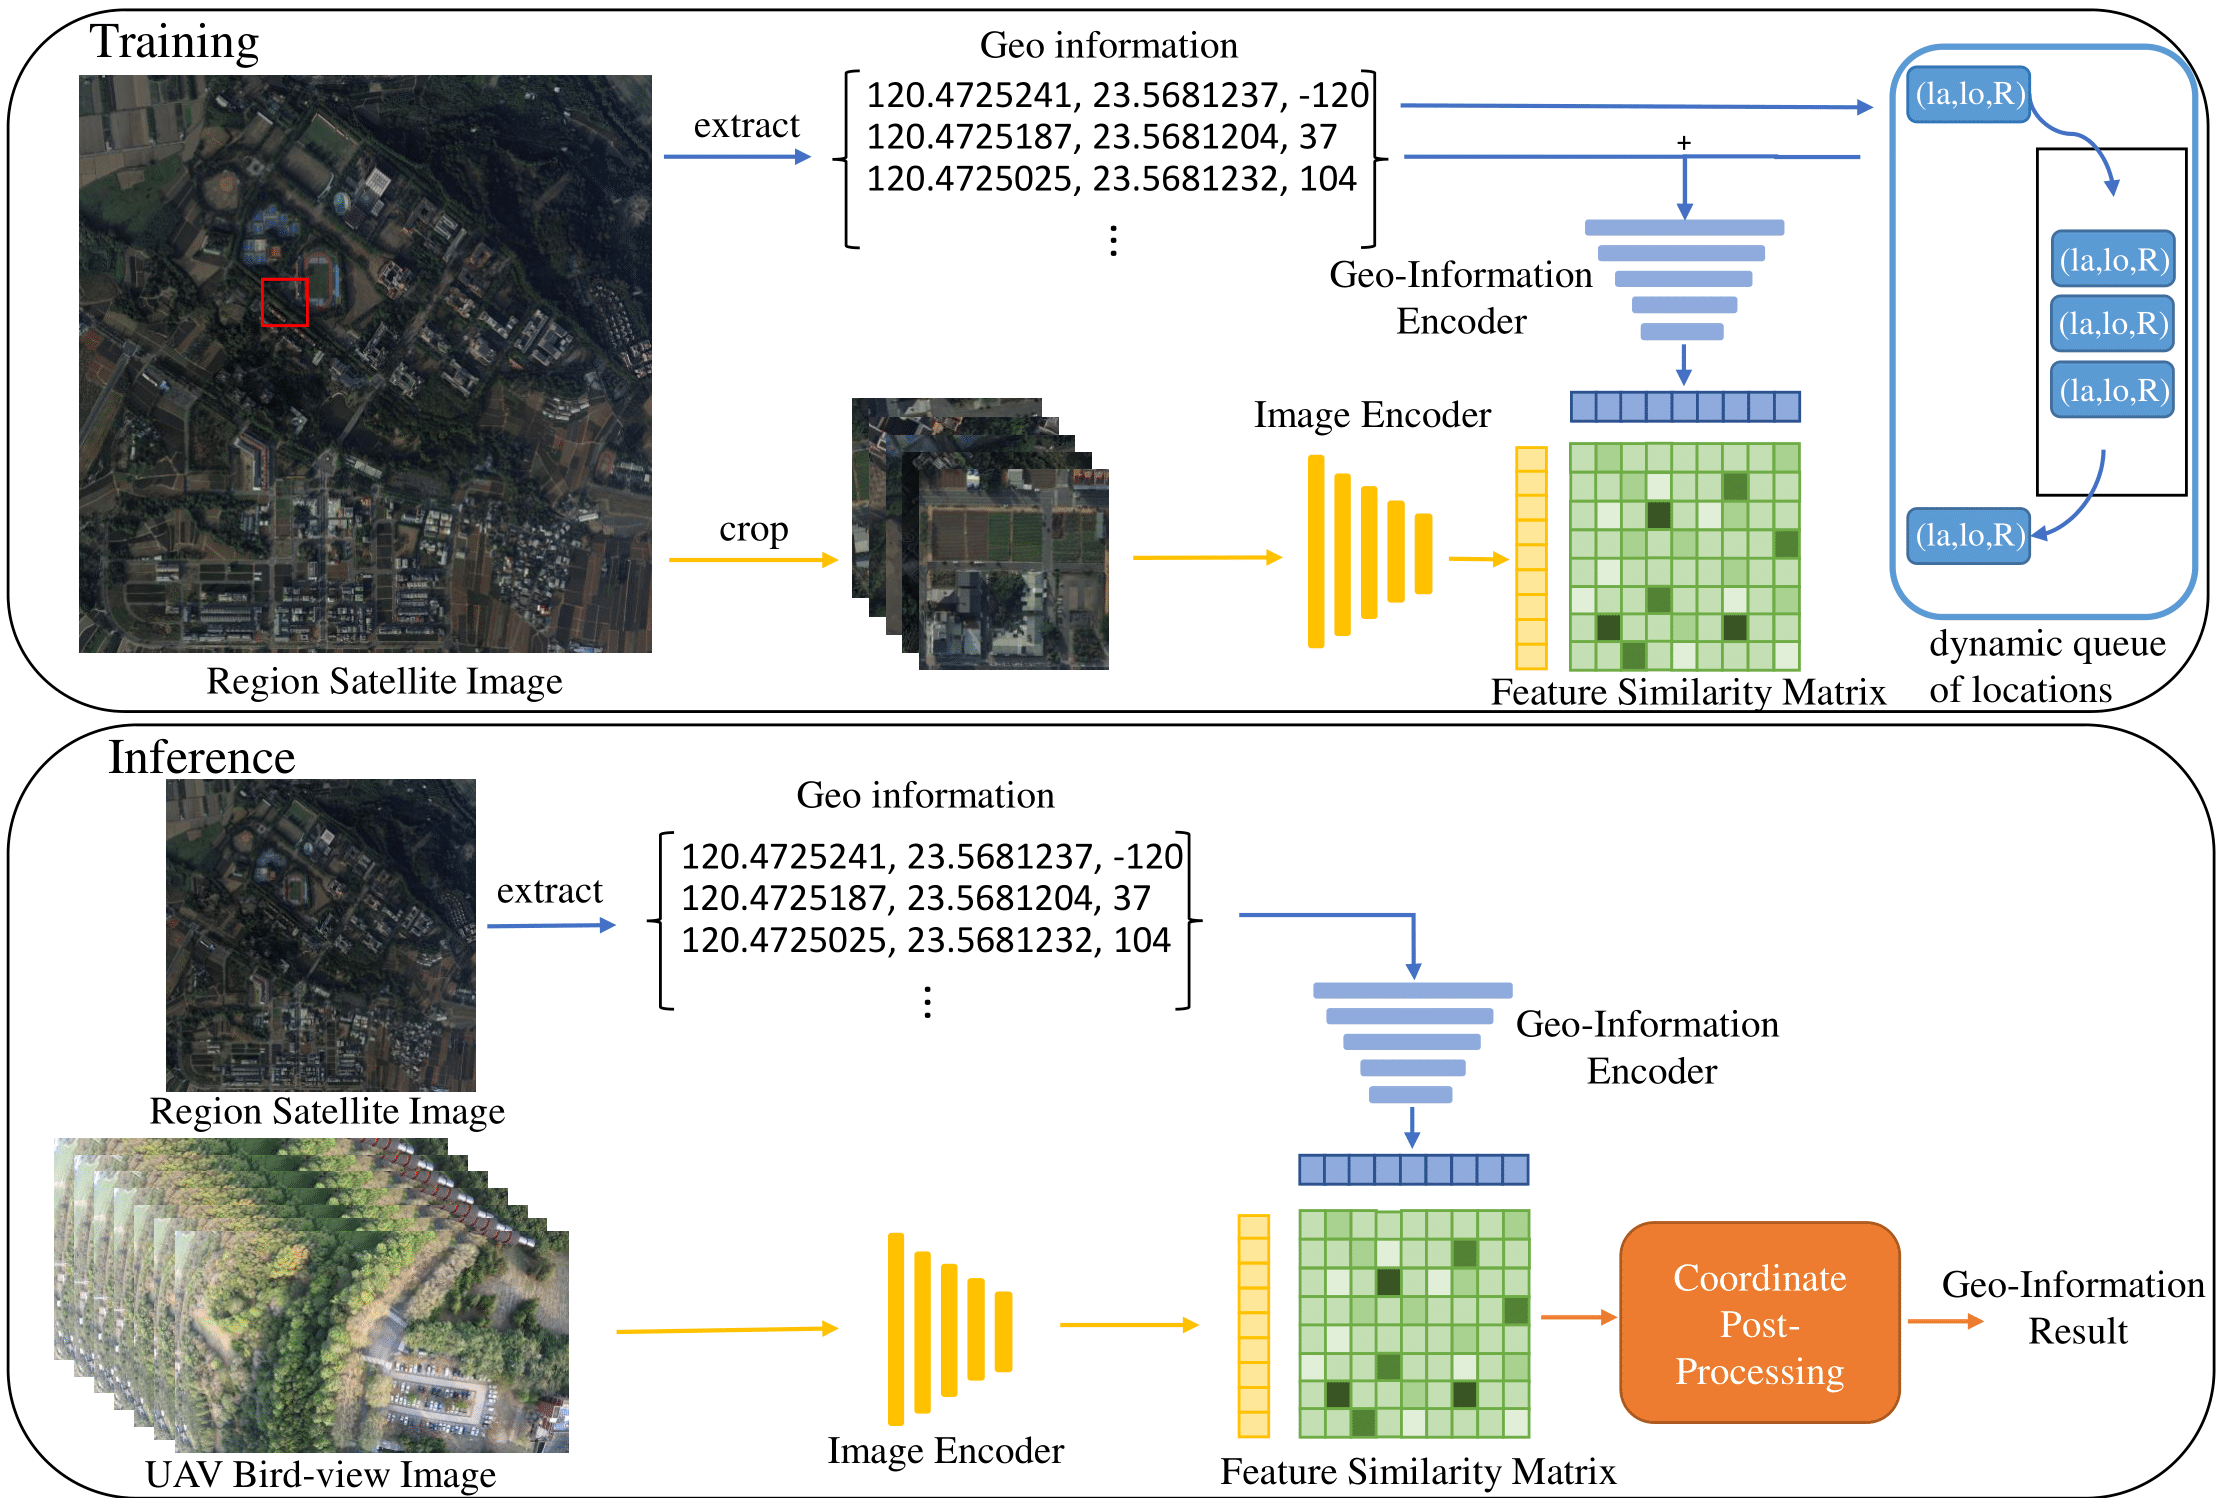 Training
Geo information
120.4725241, 23.5681237, -120
120.4725187, 23.5681204, 37
120.4725025, 23.5681232, 104
⋮
extract
+
Geo-Information
Encoder
crop
Image Encoder
Region Satellite Image
Feature Similarity Matrix
(la,lo,R)
(la,lo,R)
(la,lo,R)
(la,lo,R)
(la,lo,R)
dynamic queue
of locations
Inference
Geo information
120.4725241, 23.5681237, -120
120.4725187, 23.5681204, 37
120.4725025, 23.5681232, 104
⋮
extract
Region Satellite Image
Geo-Information
Encoder
UAV Bird-view Image
Image Encoder
Feature Similarity Matrix
Coordinate
Post-
Processing
Geo-Information
Result